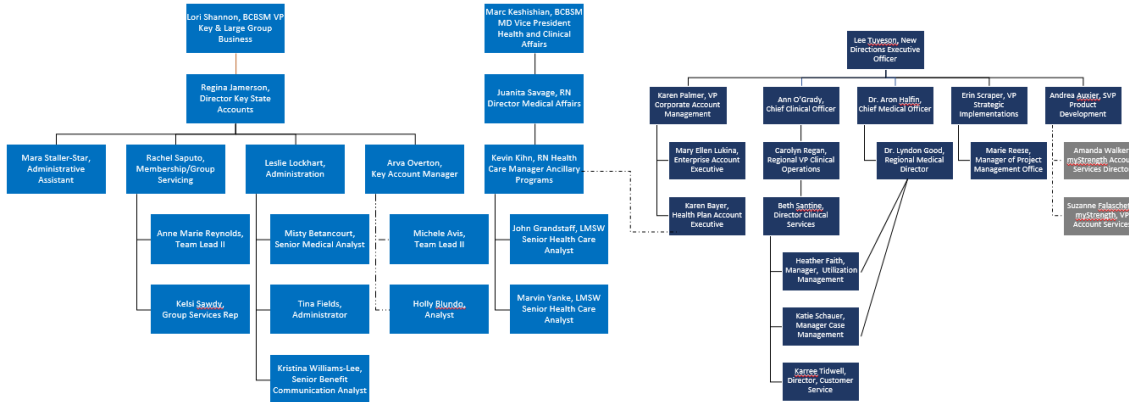 Lori Shannon, BCBSM VP
Key & Large Group
Business
Regina Jamerson,
Director Key State
Accounts
Mara Staller-Star,
Administrative
Assistant
Rachel Saputo,
Membership/Group
Servicing
Leslie Lockhart,
Administration
Arva Overton,
Key Account Manager
Anne Marie Reynolds,
Team Lead II
Kelsi Sawdy,
Group Services Rep
Misty Betancourt,
Senior Medical Analyst
Tina Fields,
Administrator
Kristina Williams-Lee,
Senior Benefit
Communication Analyst
Michele Avis,
Team Lead II
Holly Blundo,
Analyst
Marc Keshishian, BCBSM
MD Vice President
Health and Clinical
Affairs
Juanita Savage, RN
Director Medical Affairs
Kevin Kihn, RN Health
Care Manager Ancillary
Programs
John Grandstaff, LMSW
Senior Health Care
Analyst
Marvin Yanke, LMSW
Senior Health Care
Analyst
Lee Tuveson, New
Directions Executive
Officer
Karen Palmer, VP
Corporate Account
Management
Mary Ellen Lukina,
Enterprise Account
Executive
Karen Bayer,
Health Plan Account
Executive
Ann O'Grady,
Chief Clinical Officer
Carolyn Regan,
Regional VP Clinical
Operations
Beth Santine,
Director Clinical
Services
Heather Faith,
Manager, Utilization
Management
Katie Schauer,
Manager Case
Management
Karree Tidwell,
Director, Customer
Service
Dr. Aron Halfin,
Chief Medical Officer
Dr. Lyndon Good,
Regional Medical
Director
Erin Scraper, VP
Strategic
Implementations
Marie Reese,
Manager of Project
Management Office
Andrea Auxier, SVP
Product
Development
Amanda Walker
myStrength Accou
Services Director
Suzanne Falasche
myStrength, VP
Account Services